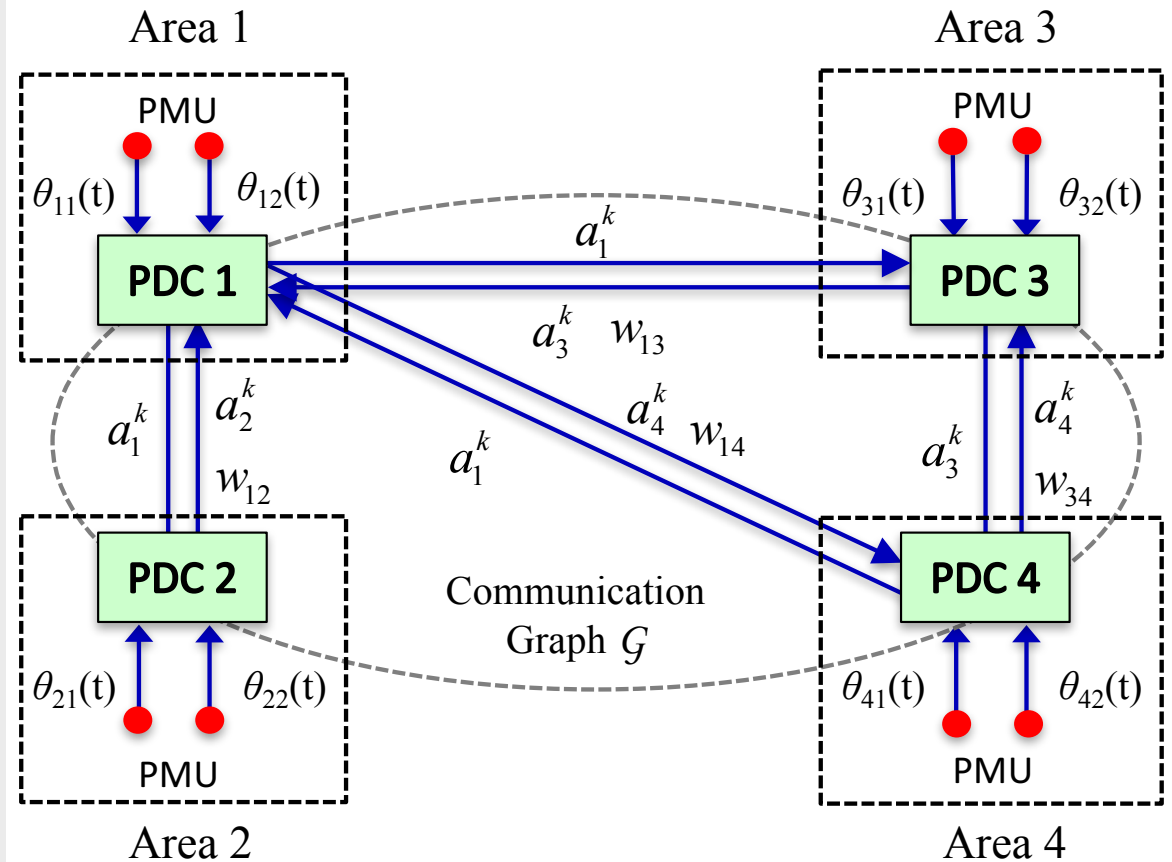 Area 1
Area 3
PMU
PMU
θ₁₁(t)
θ₁₂(t)
θ₃₁(t)
θ₃₂(t)
a₁ᵏ
PDC 1
PDC 3
a₃ᵏ
w₁₃
a₁ᵏ
a₂ᵏ
w₁₂
a₁ᵏ
a₄ᵏ
w₁₄
a₃ᵏ
a₄ᵏ
w₃₄
PDC 2
PDC 4
Communication
Graph 𝒢
θ₂₁(t)
θ₂₂(t)
θ₄₁(t)
θ₄₂(t)
PMU
PMU
Area 2
Area 4